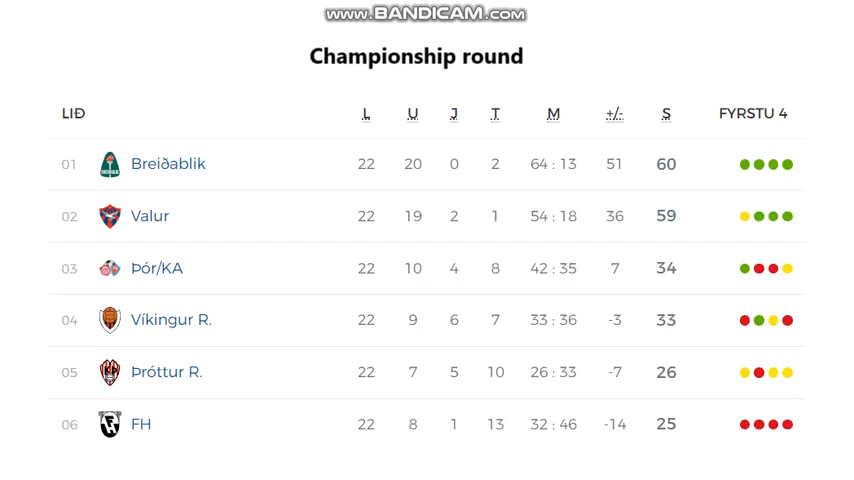 www.BANDICAM.com
Championship round
LIÐ L U J T M +/- S FYRSTU 4
01 Breiðablik 22 20 0 2 64 : 13 51 60
02 Valur 22 19 2 1 54 : 18 36 59
03 Þór/KA 22 10 4 8 42 : 35 7 34
04 Víkingur R. 22 9 6 7 33 : 36 -3 33
05 Þróttur R. 22 7 5 10 26 : 33 -7 26
06 FH 22 8 1 13 32 : 46 -14 25